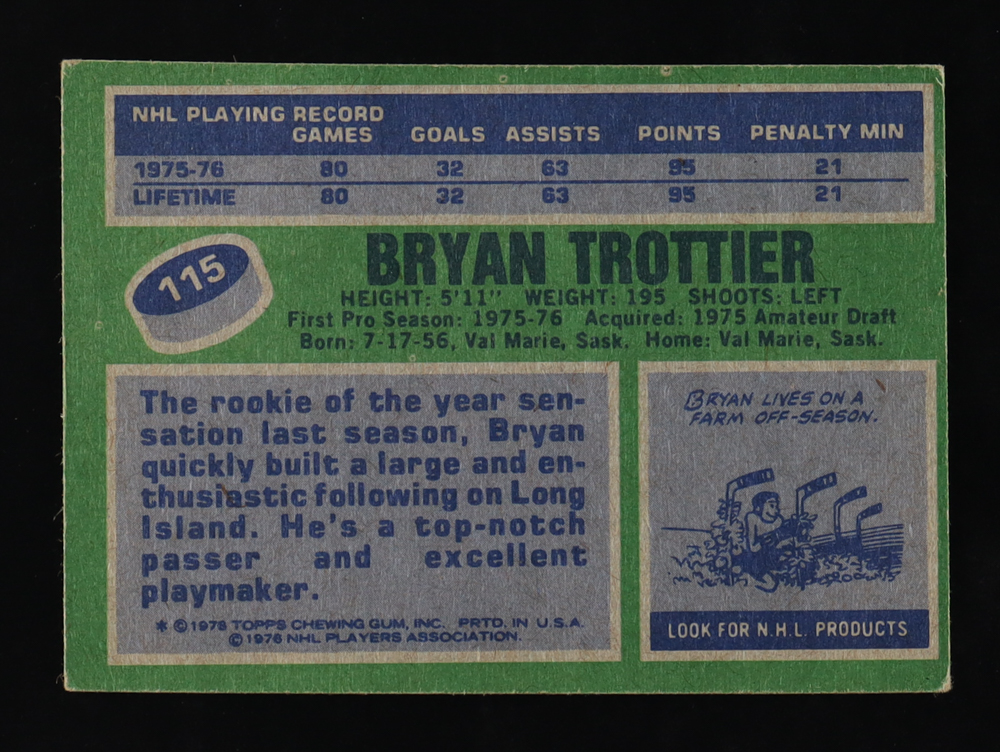 NHL PLAYING RECORD
GAMES GOALS ASSISTS POINTS PENALTY MIN
1975-76 80 32 63 95 21
LIFETIME 80 32 63 95 21
115
BRYAN TROTTIER
HEIGHT: 5'11" WEIGHT: 195 SHOOTS: LEFT
First Pro Season: 1975-76 Acquired: 1975 Amateur Draft
Born: 7-17-56, Val Marie, Sask. Home: Val Marie, Sask.
The rookie of the year sen-
sation last season, Bryan
quickly built a large and en-
thusiastic following on Long
Island. He's a top-notch
passer and excellent
playmaker.
* ©1976 TOPPS CHEWING GUM, INC. PRTD. IN U.S.A.
©1976 NHL PLAYERS ASSOCIATION.
BRYAN LIVES ON A
FARM OFF-SEASON.
LOOK FOR N.H.L. PRODUCTS